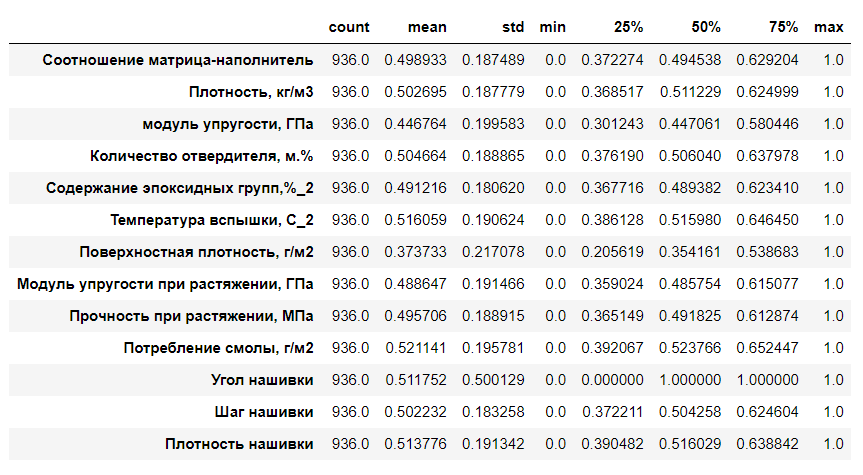 count mean std min 25% 50% 75% max
Соотношение матрица-наполнитель 936.0 0.498933 0.187489 0.0 0.372274 0.494538 0.629204 1.0
Плотность, кг/м3 936.0 0.502695 0.187779 0.0 0.368517 0.511229 0.624999 1.0
модуль упругости, ГПа 936.0 0.446764 0.199583 0.0 0.301243 0.447061 0.580446 1.0
Количество отвердителя, м.% 936.0 0.504664 0.188865 0.0 0.376190 0.506040 0.637978 1.0
Содержание эпоксидных групп,%_2 936.0 0.491216 0.180620 0.0 0.367716 0.489382 0.623410 1.0
Температура вспышки, С_2 936.0 0.516059 0.190624 0.0 0.386128 0.515980 0.646450 1.0
Поверхностная плотность, г/м2 936.0 0.373733 0.217078 0.0 0.205619 0.354161 0.538683 1.0
Модуль упругости при растяжении, ГПа 936.0 0.488647 0.191466 0.0 0.359024 0.485754 0.615077 1.0
Прочность при растяжении, МПа 936.0 0.495706 0.188915 0.0 0.365149 0.491825 0.612874 1.0
Потребление смолы, г/м2 936.0 0.521141 0.195781 0.0 0.392067 0.523766 0.652447 1.0
Угол нашивки 936.0 0.511752 0.500129 0.0 0.000000 1.000000 1.000000 1.0
Шаг нашивки 936.0 0.502232 0.183258 0.0 0.372211 0.504258 0.624604 1.0
Плотность нашивки 936.0 0.513776 0.191342 0.0 0.390482 0.516029 0.638842 1.0